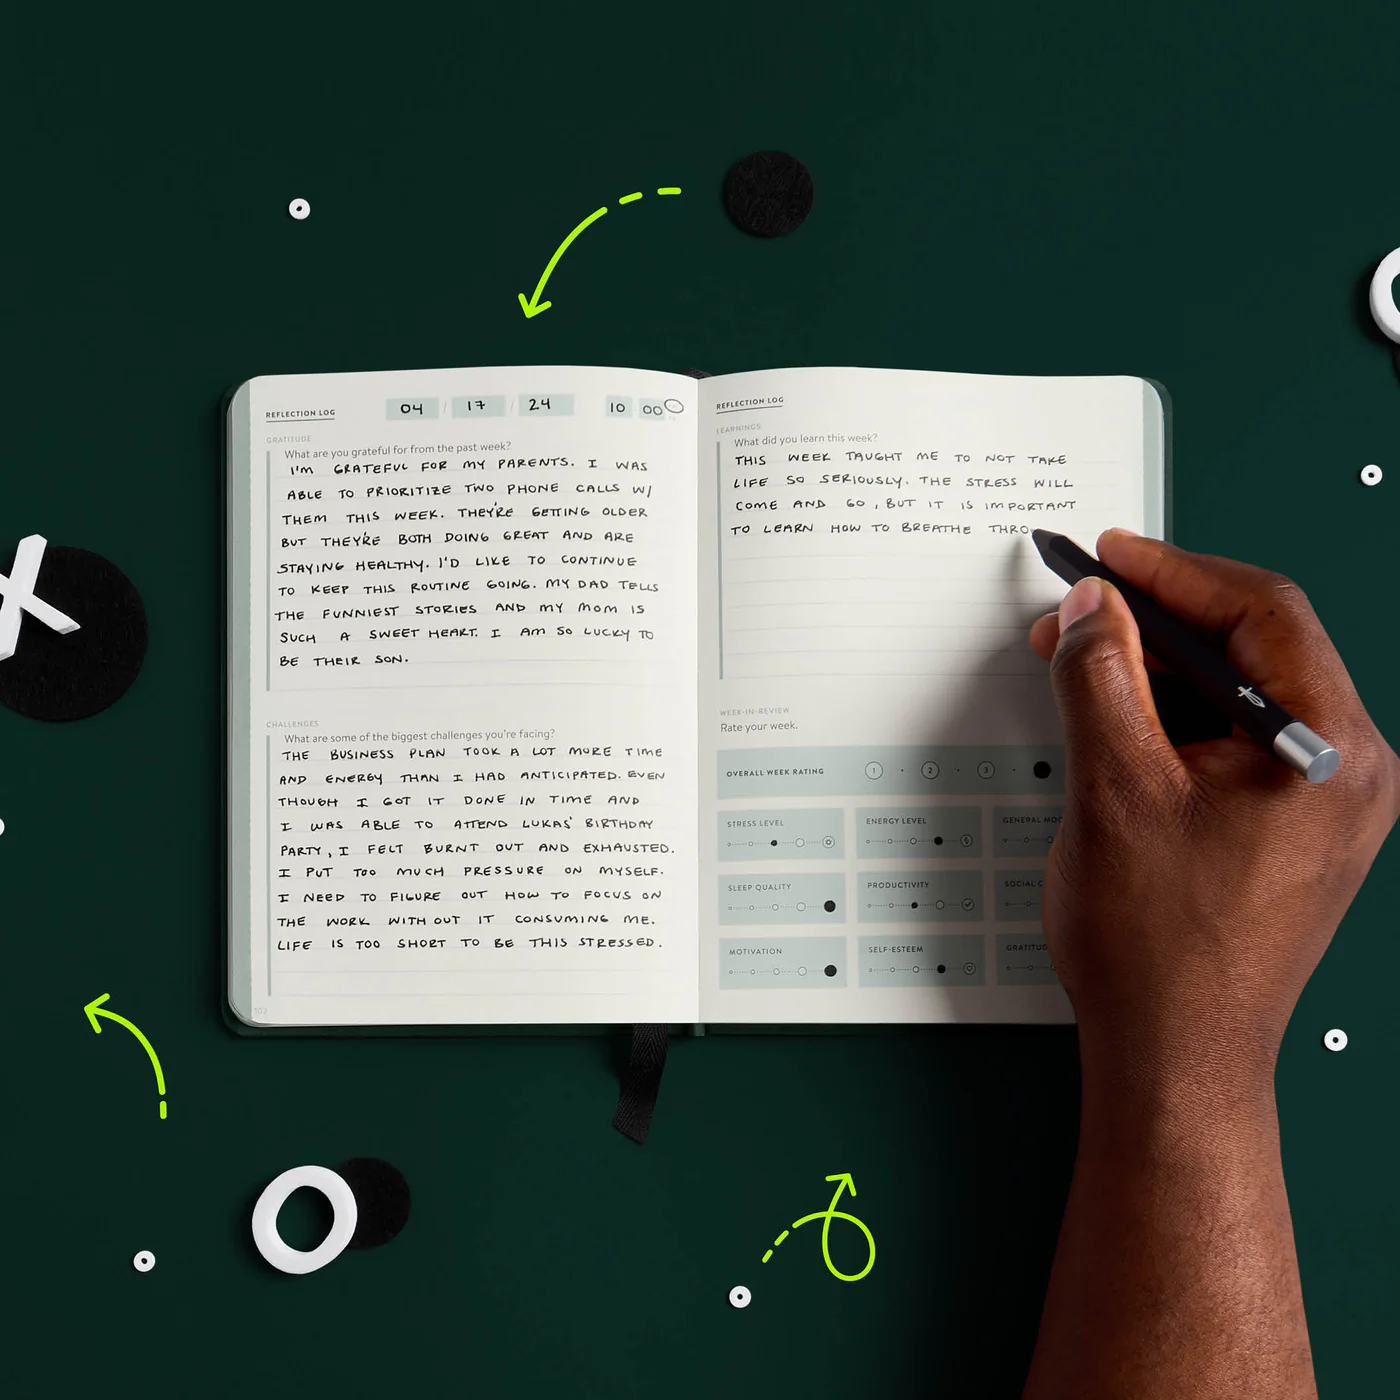 REFLECTION LOG
04 / 17 / 24 10 00
GRATITUDE
What are you grateful for from the past week?
I'M GRATEFUL FOR MY PARENTS. I WAS
ABLE TO PRIORITIZE TWO PHONE CALLS W/
THEM THIS WEEK. THEY'RE GETTING OLDER
BUT THEY'RE BOTH DOING GREAT AND ARE
STAYING HEALTHY. I'D LIKE TO CONTINUE
TO KEEP THIS ROUTINE GOING. MY DAD TELLS
THE FUNNIEST STORIES AND MY MOM IS
SUCH A SWEET HEART. I AM SO LUCKY TO
BE THEIR SON.
CHALLENGES
What are some of the biggest challenges you're facing?
THE BUSINESS PLAN TOOK A LOT MORE TIME
AND ENERGY THAN I HAD ANTICIPATED. EVEN
THOUGH I GOT IT DONE IN TIME AND
I WAS ABLE TO ATTEND LUKAS' BIRTHDAY
PARTY, I FELT BURNT OUT AND EXHAUSTED.
I PUT TOO MUCH PRESSURE ON MYSELF.
I NEED TO FIGURE OUT HOW TO FOCUS ON
THE WORK WITHOUT IT CONSUMING ME.
LIFE IS TOO SHORT TO BE THIS STRESSED.
102
REFLECTION LOG
LEARNINGS
What did you learn this week?
THIS WEEK TAUGHT ME TO NOT TAKE
LIFE SO SERIOUSLY. THE STRESS WILL
COME AND GO, BUT IT IS IMPORTANT
TO LEARN HOW TO BREATHE THRO
WEEK-IN-REVIEW
Rate your week.
OVERALL WEEK RATING 1 2 3
STRESS LEVEL ENERGY LEVEL GENERAL MOO
SLEEP QUALITY PRODUCTIVITY SOCIAL C
MOTIVATION SELF-ESTEEM GRATITUD